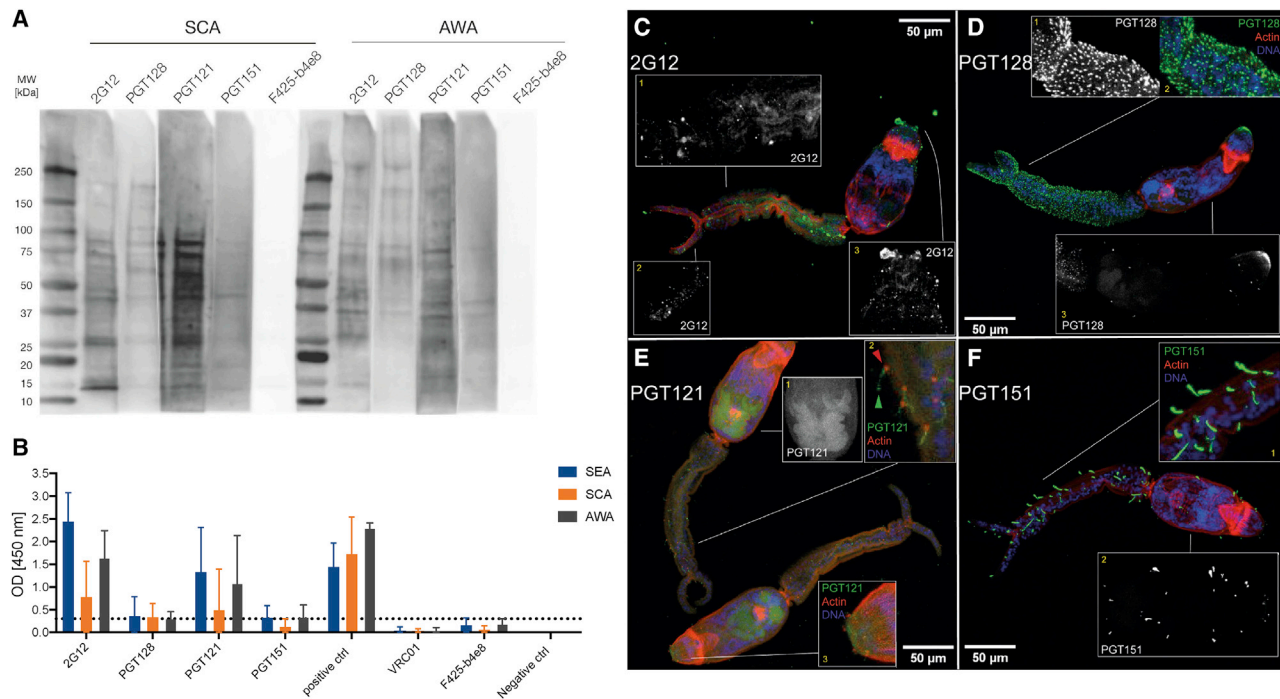 A
SCA
AWA
MW
[kDa]
2G12
PGT128
PGT121
PGT151
F425-b4e8
2G12
PGT128
PGT121
PGT151
F425-b4e8
250
150
100
75
50
37
25
20
15
10
B
OD [450 nm]
3.5
3.0
2.5
2.0
1.5
1.0
0.5
0.0
2G12
PGT128
PGT121
PGT151
positive ctrl
VRC01
F425-b4e8
Negative ctrl
SEA
SCA
AWA
C
50 µm
2G12
1
2G12
2
2G12
3
2G12
D
PGT128
1
PGT128
PGT128
Actin
DNA
2
3
PGT128
50 µm
E
PGT121
1
PGT121
2
PGT121
Actin
DNA
PGT121
Actin
DNA
3
50 µm
F
PGT151
PGT151
Actin
DNA
1
2
PGT151
50 µm